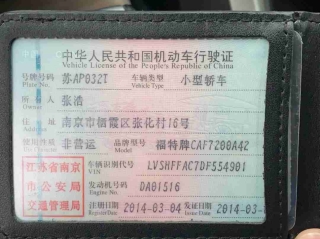 中华人民共和国机动车行驶证
Vehicle License of the People's Republic of China
号牌号码 苏AP032T 车辆类型 小型轿车
Plate No. Vehicle Type
所有人 张浩
Owner
住址 南京市栖霞区张化村16号
Address
使用性质 非营运 品牌型号 福特牌CAF7200A42
Model
江苏省南京
市公安局
交通管理局
车辆识别代号 LVSHFFAC7DF554901
VIN
发动机号码 DA01516
Engine No.
注册日期 2014-03-04 发证日期 2014-03-04
Register Date Issue Date